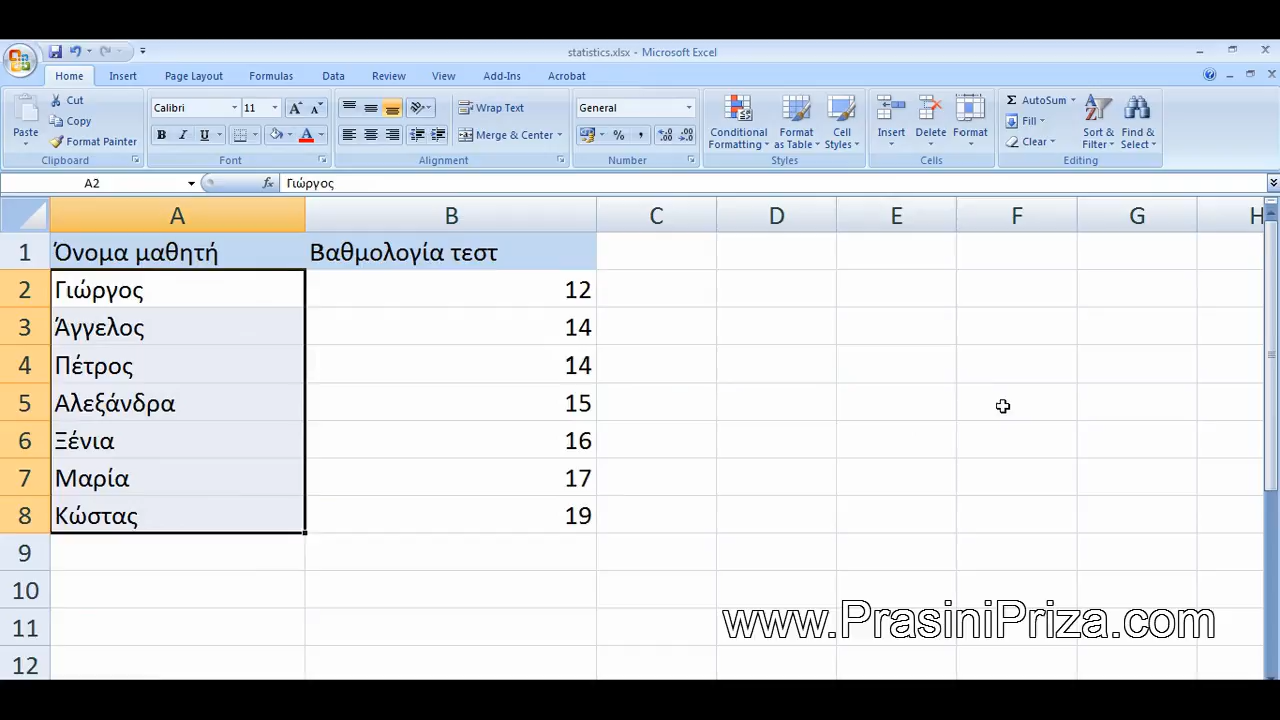 statistics.xlsx - Microsoft Excel
Home Insert Page Layout Formulas Data Review View Add-Ins Acrobat
Paste
Cut
Copy
Format Painter
Clipboard
Calibri 11
B I U
Font
Wrap Text
Merge & Center
Alignment
General
% ,
Number
Conditional Formatting
Format as Table
Cell Styles
Styles
Insert
Delete
Format
Cells
Σ AutoSum
Fill
Clear
Sort & Filter
Find & Select
Editing
A2 fx Γιώργος
A B C D E F G H
1 Όνομα μαθητή Βαθμολογία τεστ
2 Γιώργος 12
3 Άγγελος 14
4 Πέτρος 14
5 Αλεξάνδρα 15
6 Ξένια 16
7 Μαρία 17
8 Κώστας 19
9
10
11
12
www.PrasiniPriza.com